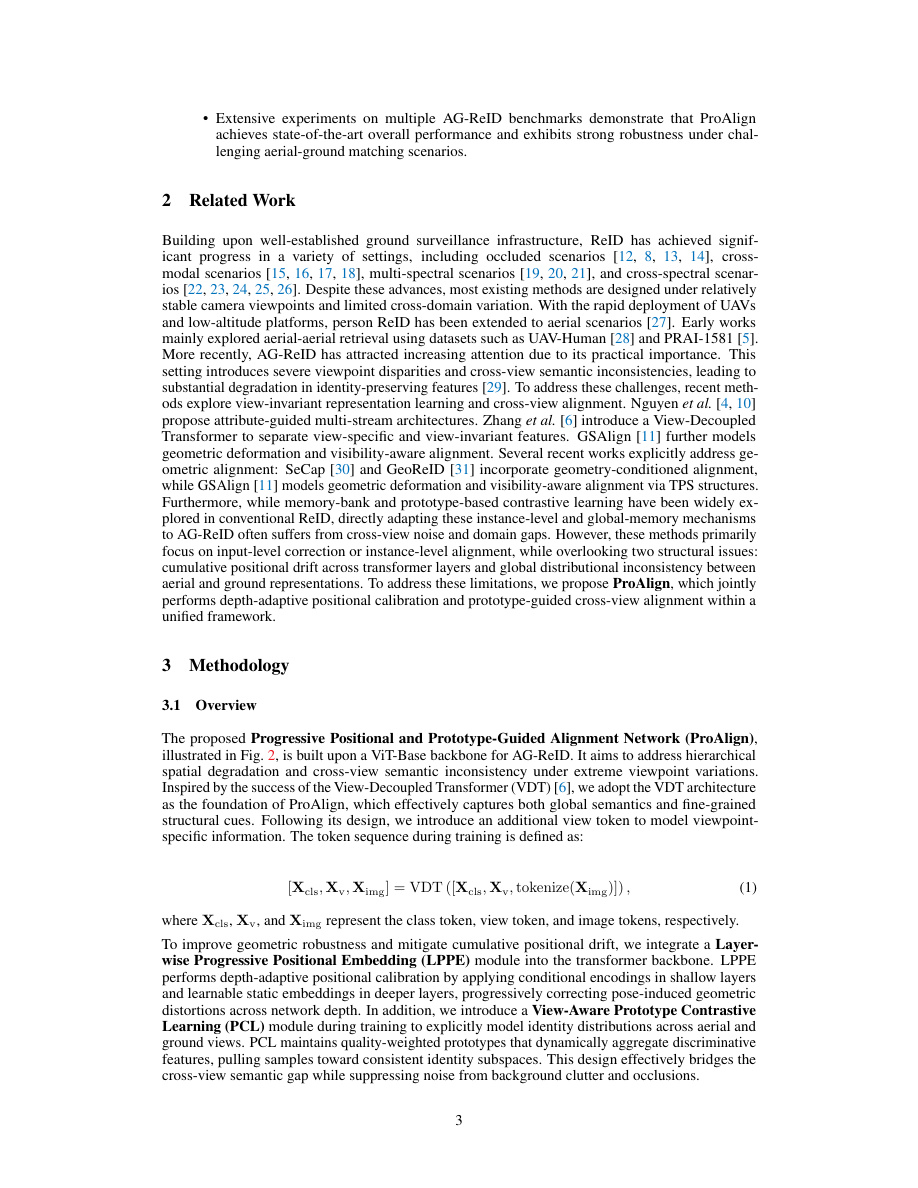 • Extensive experiments on multiple AG-ReID benchmarks demonstrate that ProAlign
achieves state-of-the-art overall performance and exhibits strong robustness under chal-
lenging aerial-ground matching scenarios.
2 Related Work
Building upon well-established ground surveillance infrastructure, ReID has achieved signif-
icant progress in a variety of settings, including occluded scenarios [12, 8, 13, 14], cross-
modal scenarios [15, 16, 17, 18], multi-spectral scenarios [19, 20, 21], and cross-spectral scenar-
ios [22, 23, 24, 25, 26]. Despite these advances, most existing methods are designed under relatively
stable camera viewpoints and limited cross-domain variation. With the rapid deployment of UAVs
and low-altitude platforms, person ReID has been extended to aerial scenarios [27]. Early works
mainly explored aerial-aerial retrieval using datasets such as UAV-Human [28] and PRAI-1581 [5].
More recently, AG-ReID has attracted increasing attention due to its practical importance. This
setting introduces severe viewpoint disparities and cross-view semantic inconsistencies, leading to
substantial degradation in identity-preserving features [29]. To address these challenges, recent meth-
ods explore view-invariant representation learning and cross-view alignment. Nguyen et al. [4, 10]
propose attribute-guided multi-stream architectures. Zhang et al. [6] introduce a View-Decoupled
Transformer to separate view-specific and view-invariant features. GSAlign [11] further models
geometric deformation and visibility-aware alignment. Several recent works explicitly address ge-
ometric alignment: SeCap [30] and GeoReID [31] incorporate geometry-conditioned alignment,
while GSAlign [11] models geometric deformation and visibility-aware alignment via TPS structures.
Furthermore, while memory-bank and prototype-based contrastive learning have been widely ex-
plored in conventional ReID, directly adapting these instance-level and global-memory mechanisms
to AG-ReID often suffers from cross-view noise and domain gaps. However, these methods primarily
focus on input-level correction or instance-level alignment, while overlooking two structural issues:
cumulative positional drift across transformer layers and global distributional inconsistency between
aerial and ground representations. To address these limitations, we propose ProAlign, which jointly
performs depth-adaptive positional calibration and prototype-guided cross-view alignment within a
unified framework.
3 Methodology
3.1 Overview
The proposed Progressive Positional and Prototype-Guided Alignment Network (ProAlign),
illustrated in Fig. 2, is built upon a ViT-Base backbone for AG-ReID. It aims to address hierarchical
spatial degradation and cross-view semantic inconsistency under extreme viewpoint variations.
Inspired by the success of the View-Decoupled Transformer (VDT) [6], we adopt the VDT architecture
as the foundation of ProAlign, which effectively captures both global semantics and fine-grained
structural cues. Following its design, we introduce an additional view token to model viewpoint-
specific information. The token sequence during training is defined as:
[X_cls, X_v, X_img] = VDT ([X_cls, X_v, tokenize(X_img)]) , (1)
where X_cls, X_v, and X_img represent the class token, view token, and image tokens, respectively.
To improve geometric robustness and mitigate cumulative positional drift, we integrate a Layer-
wise Progressive Positional Embedding (LPPE) module into the transformer backbone. LPPE
performs depth-adaptive positional calibration by applying conditional encodings in shallow layers
and learnable static embeddings in deeper layers, progressively correcting pose-induced geometric
distortions across network depth. In addition, we introduce a View-Aware Prototype Contrastive
Learning (PCL) module during training to explicitly model identity distributions across aerial and
ground views. PCL maintains quality-weighted prototypes that dynamically aggregate discriminative
features, pulling samples toward consistent identity subspaces. This design effectively bridges the
cross-view semantic gap while suppressing noise from background clutter and occlusions.
3